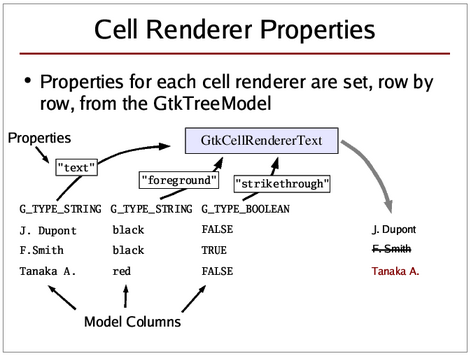 Cell Renderer Properties
• Properties for each cell renderer are set, row by
row, from the GtkTreeModel
Properties
GtkCellRendererText
"text"
"foreground"
"strikethrough"
G_TYPE_STRING G_TYPE_STRING G_TYPE_BOOLEAN
J. Dupont black FALSE J. Dupont
F.Smith black TRUE F. Smith
Tanaka A. red FALSE Tanaka A.
Model Columns